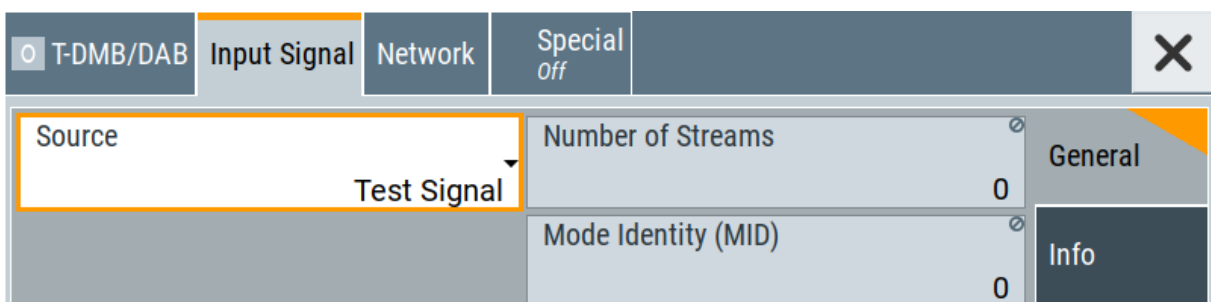 O T-DMB/DAB Input Signal Network Special
Off
Source
Test Signal
Number of Streams
0
Mode Identity (MID)
0
General
Info